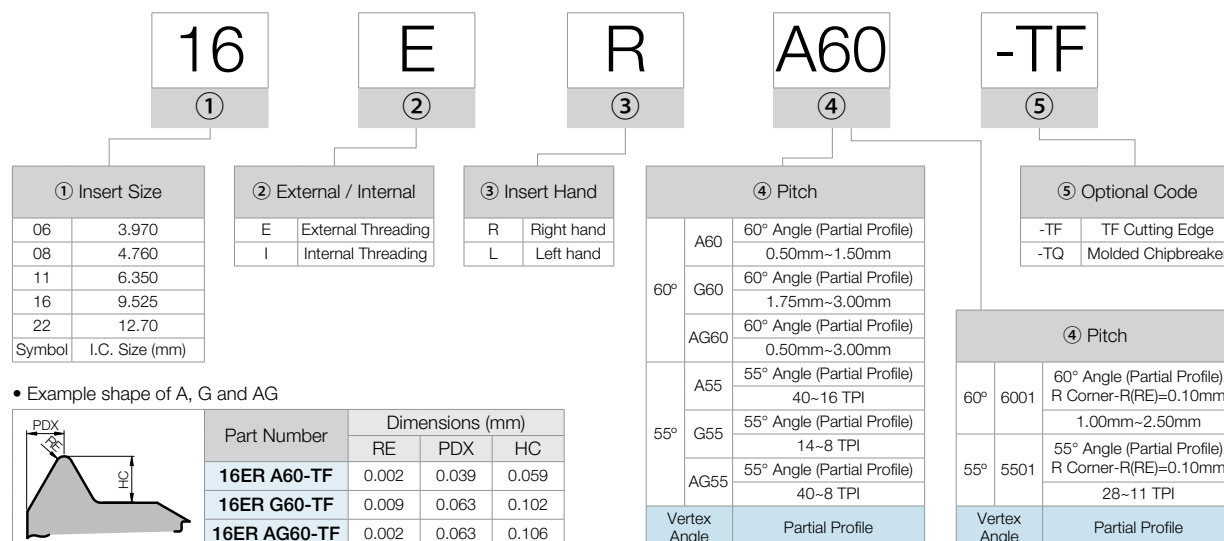 16 E R A60 -TF
① ② ③ ④ ⑤
① Insert Size
06 3.970
08 4.760
11 6.350
16 9.525
22 12.70
Symbol I.C. Size (mm)
② External / Internal
E External Threading
I Internal Threading
③ Insert Hand
R Right hand
L Left hand
④ Pitch
60° A60 60° Angle (Partial Profile)
0.50mm~1.50mm
G60 60° Angle (Partial Profile)
1.75mm~3.00mm
AG60 60° Angle (Partial Profile)
0.50mm~3.00mm
55° A55 55° Angle (Partial Profile)
40~16 TPI
G55 55° Angle (Partial Profile)
14~8 TPI
AG55 55° Angle (Partial Profile)
40~8 TPI
Vertex Angle Partial Profile
⑤ Optional Code
-TF TF Cutting Edge
-TQ Molded Chipbreaker
④ Pitch
60° 6001 60° Angle (Partial Profile)
R Corner-R(RE)=0.10mm
1.00mm~2.50mm
55° 5501 55° Angle (Partial Profile)
R Corner-R(RE)=0.10mm
28~11 TPI
Vertex Angle Partial Profile
• Example shape of A, G and AG
PDX
RE
HC
Part Number Dimensions (mm)
RE PDX HC
16ER A60-TF 0.002 0.039 0.059
16ER G60-TF 0.009 0.063 0.102
16ER AG60-TF 0.002 0.063 0.106